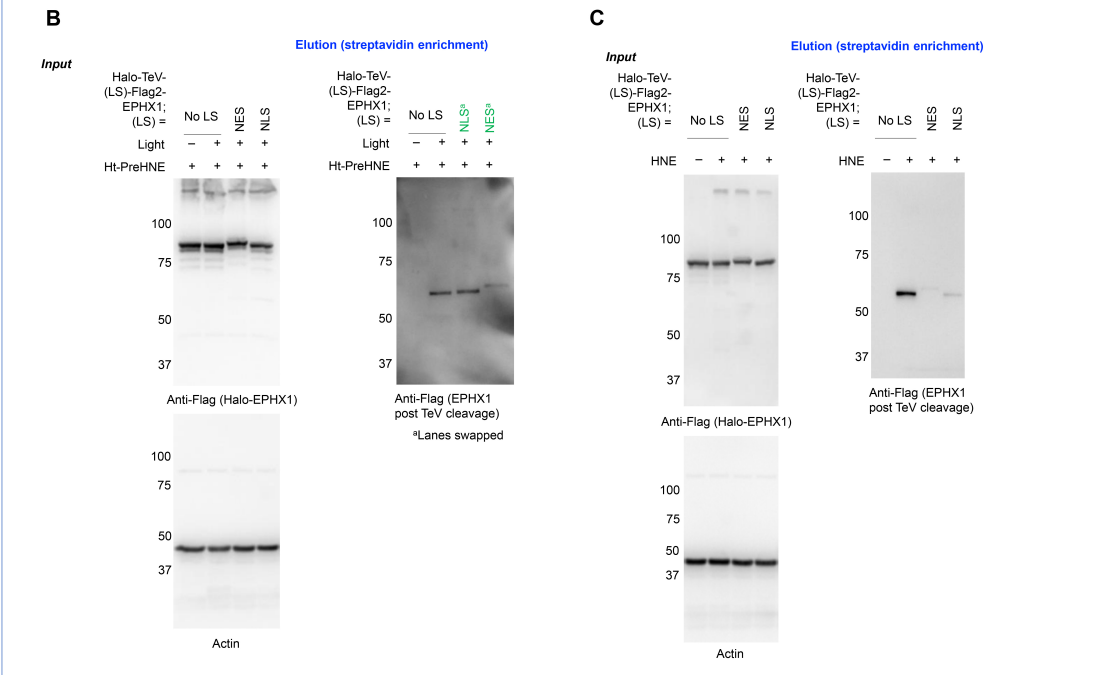 B
Elution (streptavidin enrichment)
Input
Halo-TeV-
(LS)-Flag2-
EPHX1;
(LS) =
No LS
NES
NLS
Light
− + + +
Ht-PreHNE
+ + + +
100
75
50
37
Anti-Flag (Halo-EPHX1)
100
75
50
37
Actin
Halo-TeV-
(LS)-Flag2-
EPHX1;
(LS) =
No LS
NLSᵃ
NESᵃ
Light
− + + +
Ht-PreHNE
+ + + +
100
75
50
37
Anti-Flag (EPHX1
post TeV cleavage)
ᵃLanes swapped
C
Elution (streptavidin enrichment)
Input
Halo-TeV-
(LS)-Flag2-
EPHX1;
(LS) =
No LS
NES
NLS
HNE
− + + +
100
75
50
37
Anti-Flag (Halo-EPHX1)
100
75
50
37
Actin
Halo-TeV-
(LS)-Flag2-
EPHX1;
(LS) =
No LS
NES
NLS
HNE
− + + +
100
75
50
37
Anti-Flag (EPHX1
post TeV cleavage)